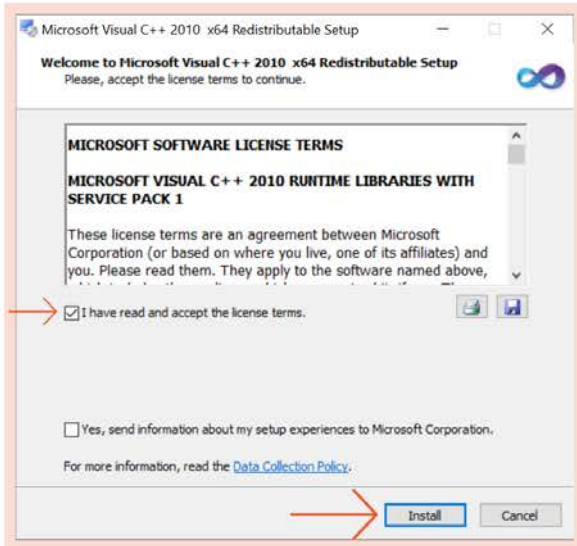 Microsoft Visual C++ 2010 x64 Redistributable Setup
Welcome to Microsoft Visual C++ 2010 x64 Redistributable Setup
Please, accept the license terms to continue.
MICROSOFT SOFTWARE LICENSE TERMS
MICROSOFT VISUAL C++ 2010 RUNTIME LIBRARIES WITH
SERVICE PACK 1
These license terms are an agreement between Microsoft
Corporation (or based on where you live, one of its affiliates) and
you. Please read them. They apply to the software named above,
I have read and accept the license terms.
Yes, send information about my setup experiences to Microsoft Corporation.
For more information, read the Data Collection Policy.
Install
Cancel